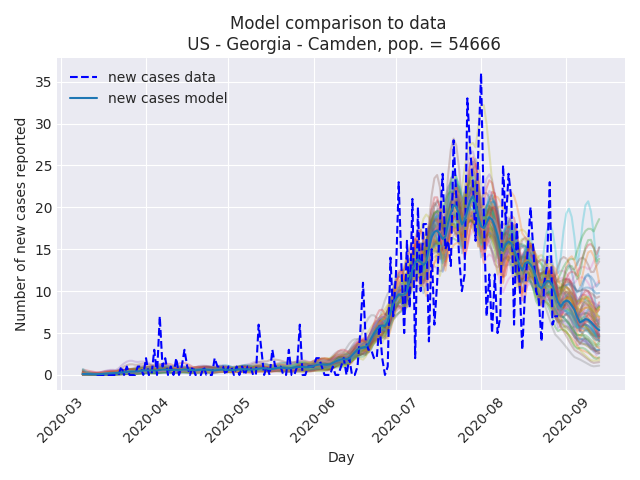 Model comparison to data
US - Georgia - Camden, pop. = 54666
new cases data
new cases model
Number of new cases reported
35
30
25
20
15
10
5
0
2020-03
2020-04
2020-05
2020-06
2020-07
2020-08
2020-09
Day